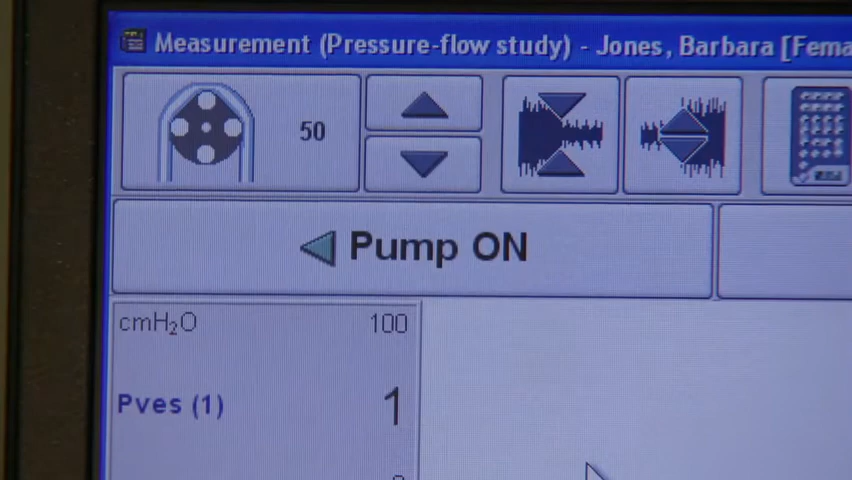 Measurement (Pressure-flow study) - Jones, Barbara [Fema
50
Pump ON
cmH₂O 100
Pves (1) 1